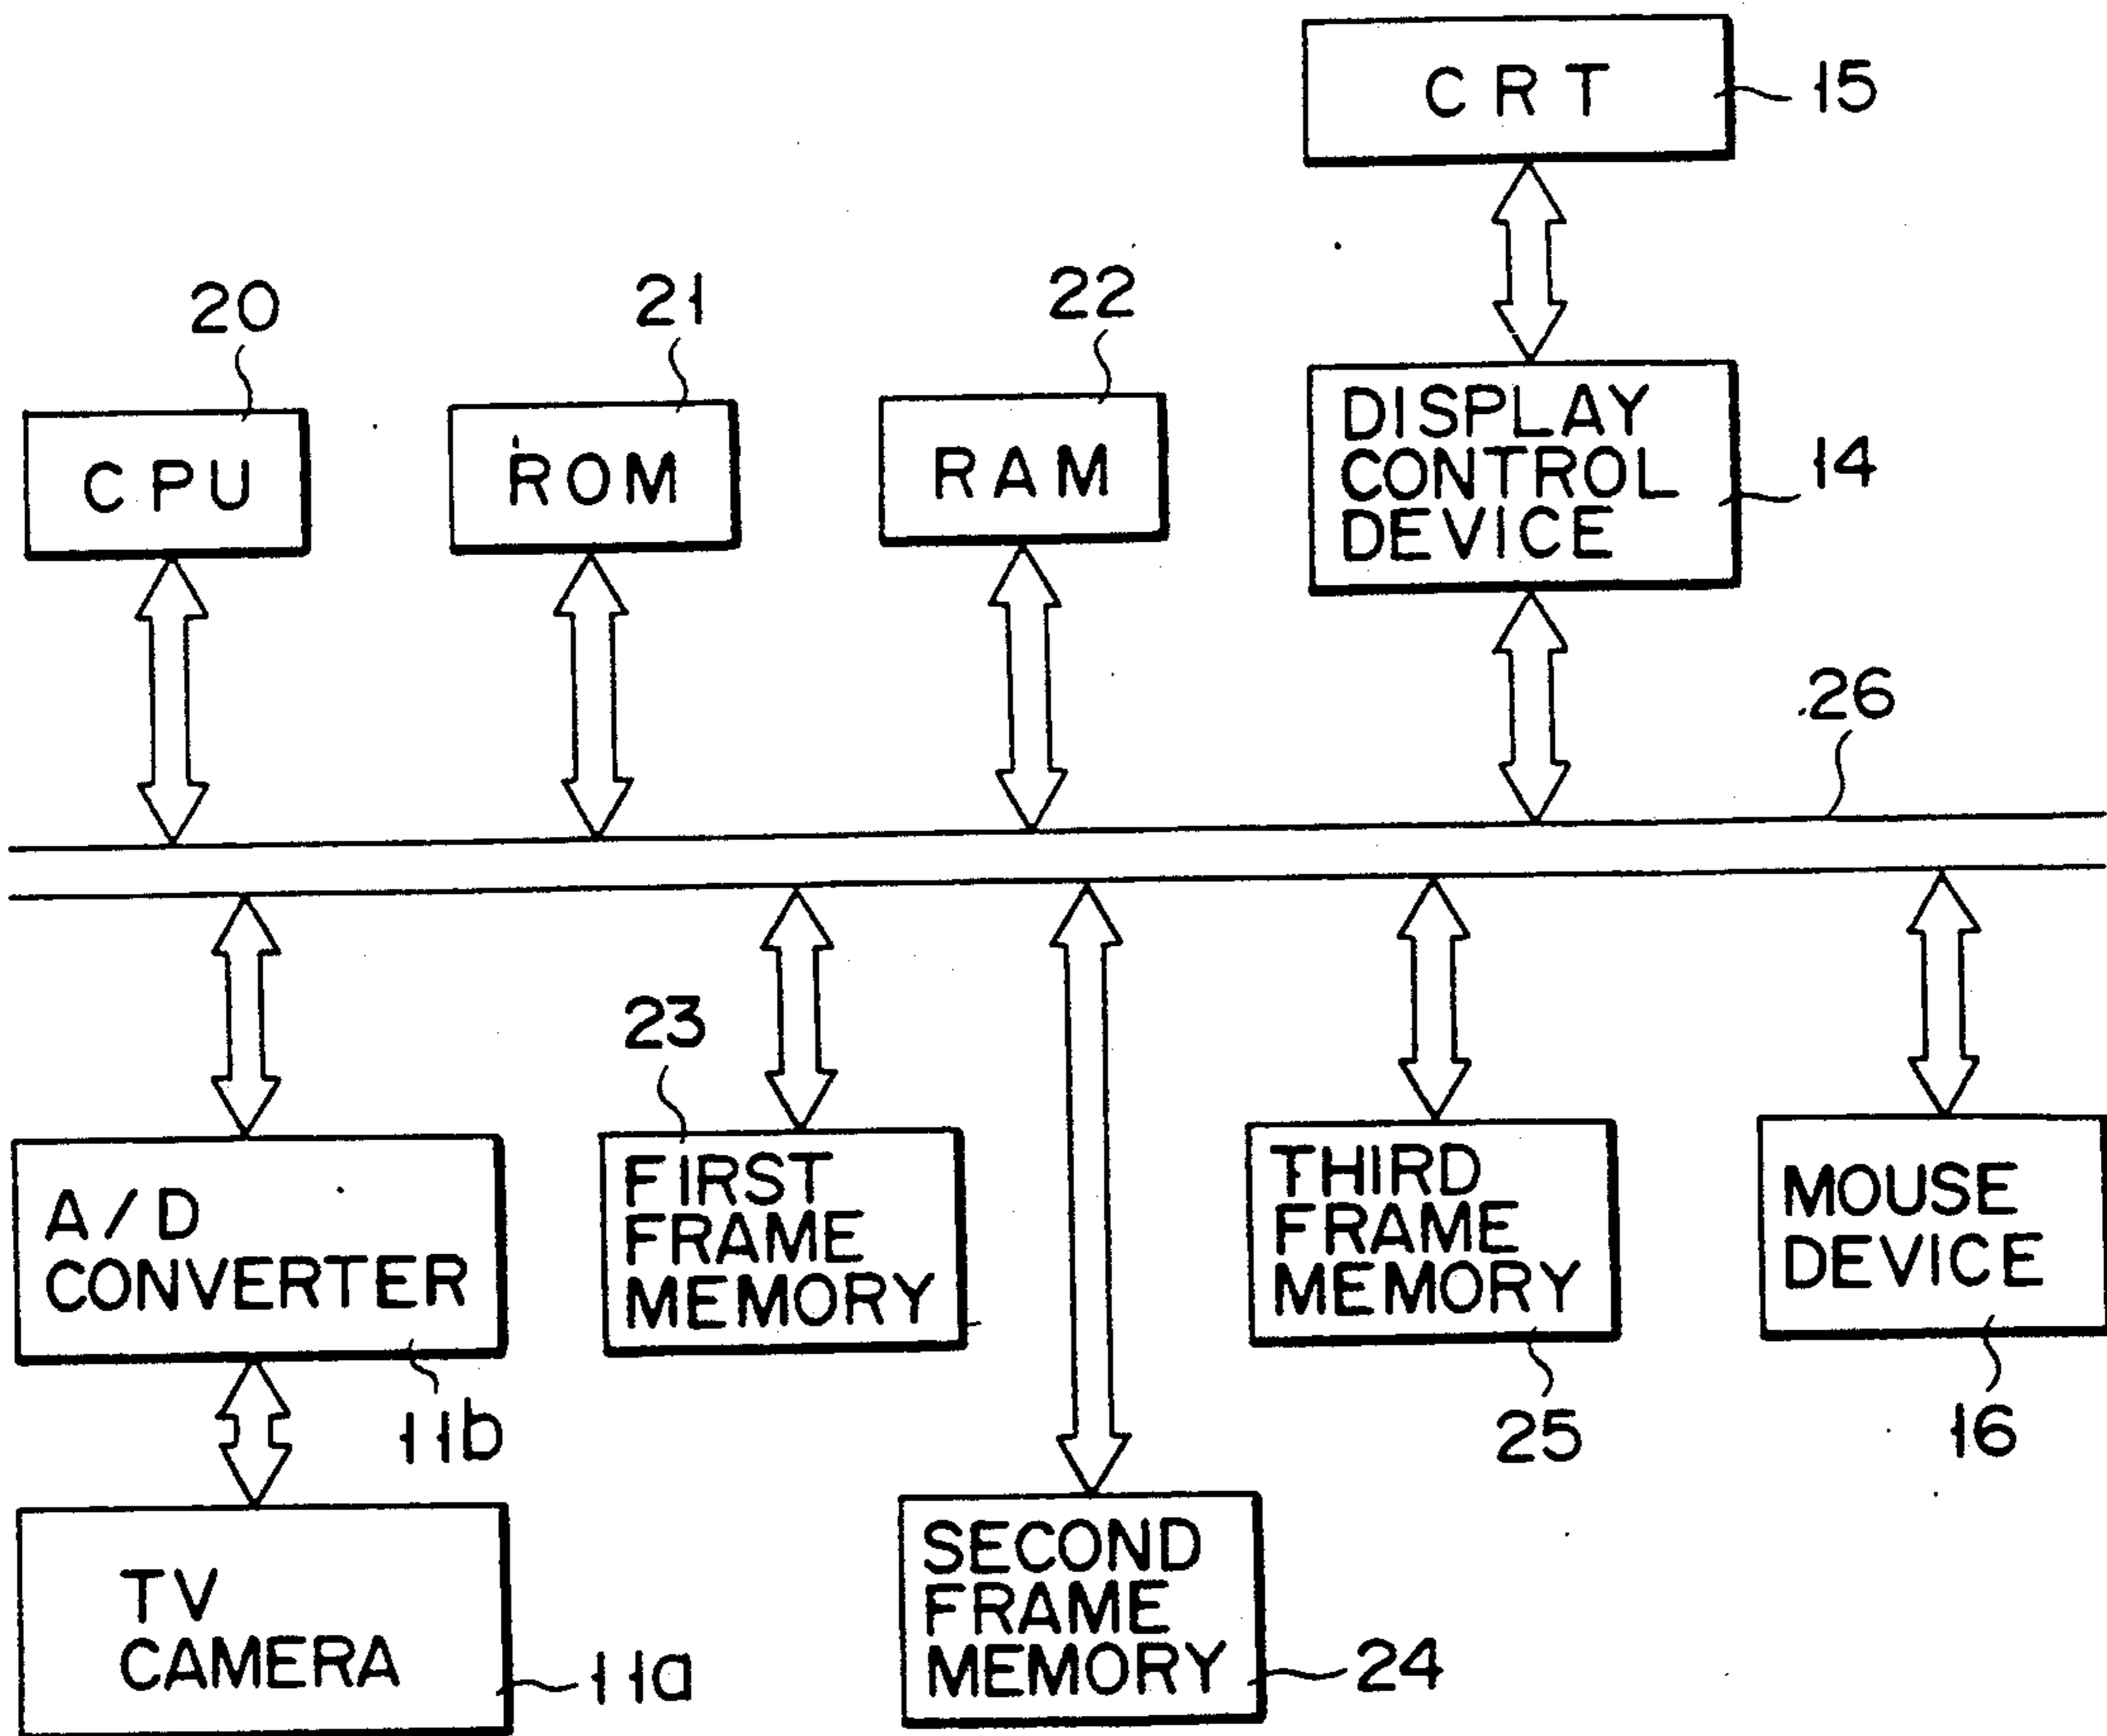 CRT
15
20
21
22
CPU
ROM
RAM
DISPLAY
CONTROL
DEVICE
14
26
23
A/D
CONVERTER
11b
FIRST
FRAME
MEMORY
THIRD
FRAME
MEMORY
25
MOUSE
DEVICE
16
TV
CAMERA
11a
SECOND
FRAME
MEMORY
24